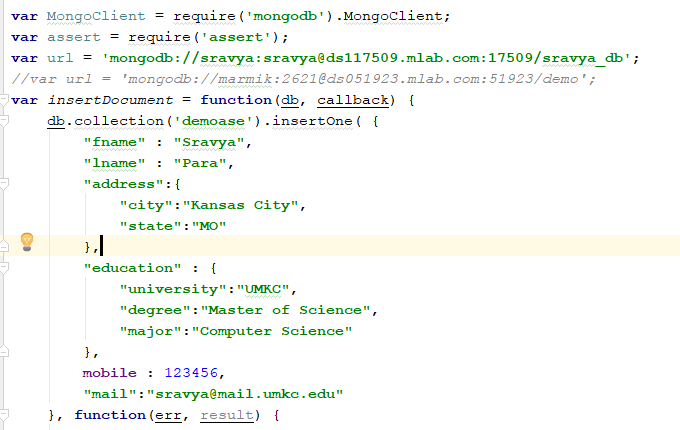 var MongoClient = require('mongodb').MongoClient;
var assert = require('assert');
var url = 'mongodb://sravya:sravya@ds117509.mlab.com:17509/sravya_db';
//var url = 'mongodb://marmik:2621@ds051923.mlab.com:51923/demo';
var insertDocument = function(db, callback) {
    db.collection('demoase').insertOne( {
        "fname" : "Sravya",
        "lname" : "Para",
        "address":{
            "city":"Kansas City",
            "state":"MO"
        },
        "education" : {
            "university":"UMKC",
            "degree":"Master of Science",
            "major":"Computer Science"
        },
        mobile : 123456,
        "mail":"sravya@mail.umkc.edu"
    }, function(err, result) {